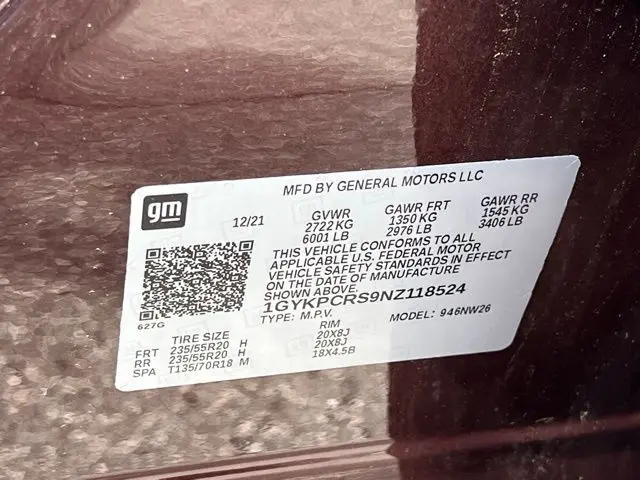 MFD BY GENERAL MOTORS LLC
gm
12/21
GVWR GAWR FRT GAWR RR
2722 KG 1350 KG 1545 KG
6001 LB 2976 LB 3406 LB
THIS VEHICLE CONFORMS TO ALL
APPLICABLE U.S. FEDERAL MOTOR
VEHICLE SAFETY STANDARDS IN EFFECT
ON THE DATE OF MANUFACTURE
SHOWN ABOVE.
1GYKPCRS9NZ118524
627G
TYPE: M.P.V. MODEL: 946NW26
TIRE SIZE RIM
FRT 235/55R20 H 20X8J
RR 235/55R20 H 20X8J
SPA T135/70R18 M 18X4.5B